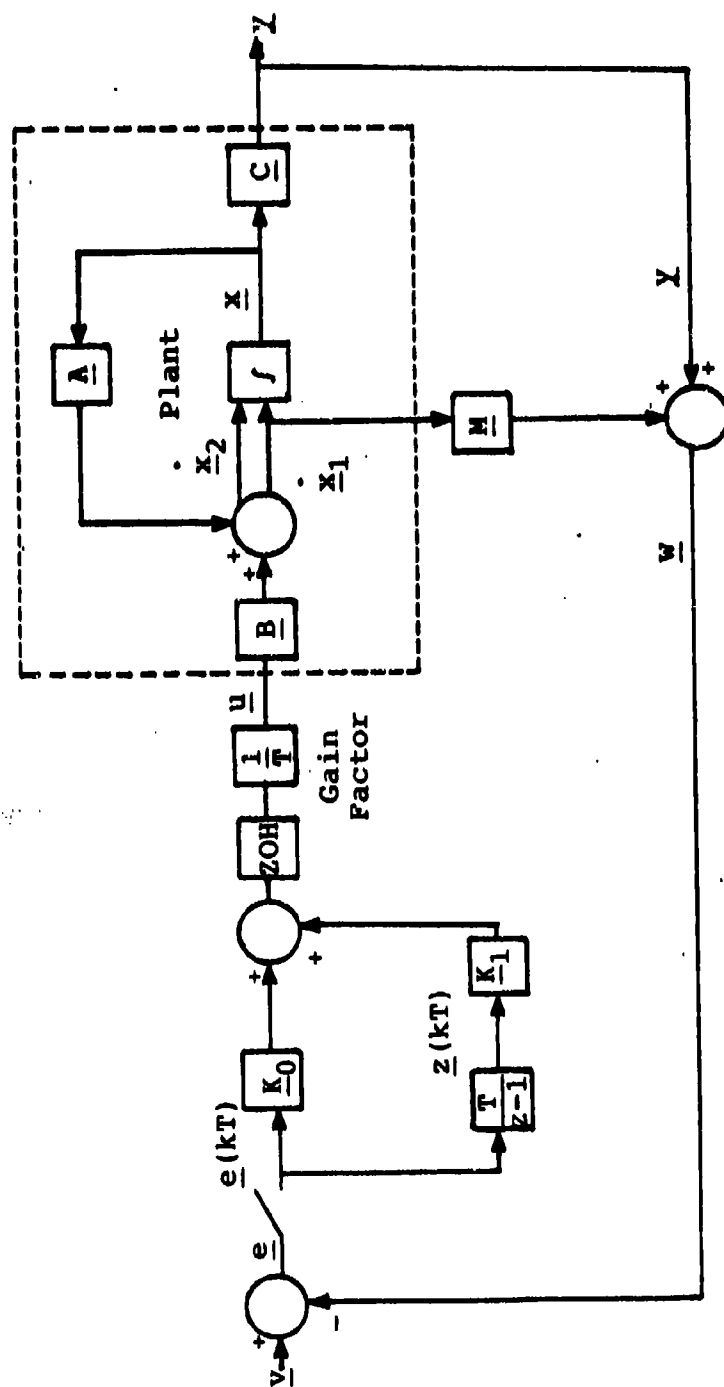 v
+
-
e
e(kT)
K0
T
z-1
z(kT)
K1
+
+
ZOH
1
T
Gain
Factor
u
B
+
+
ẋ2
ẋ1
∫
Plant
A
x
C
y
M
y
+
+
w